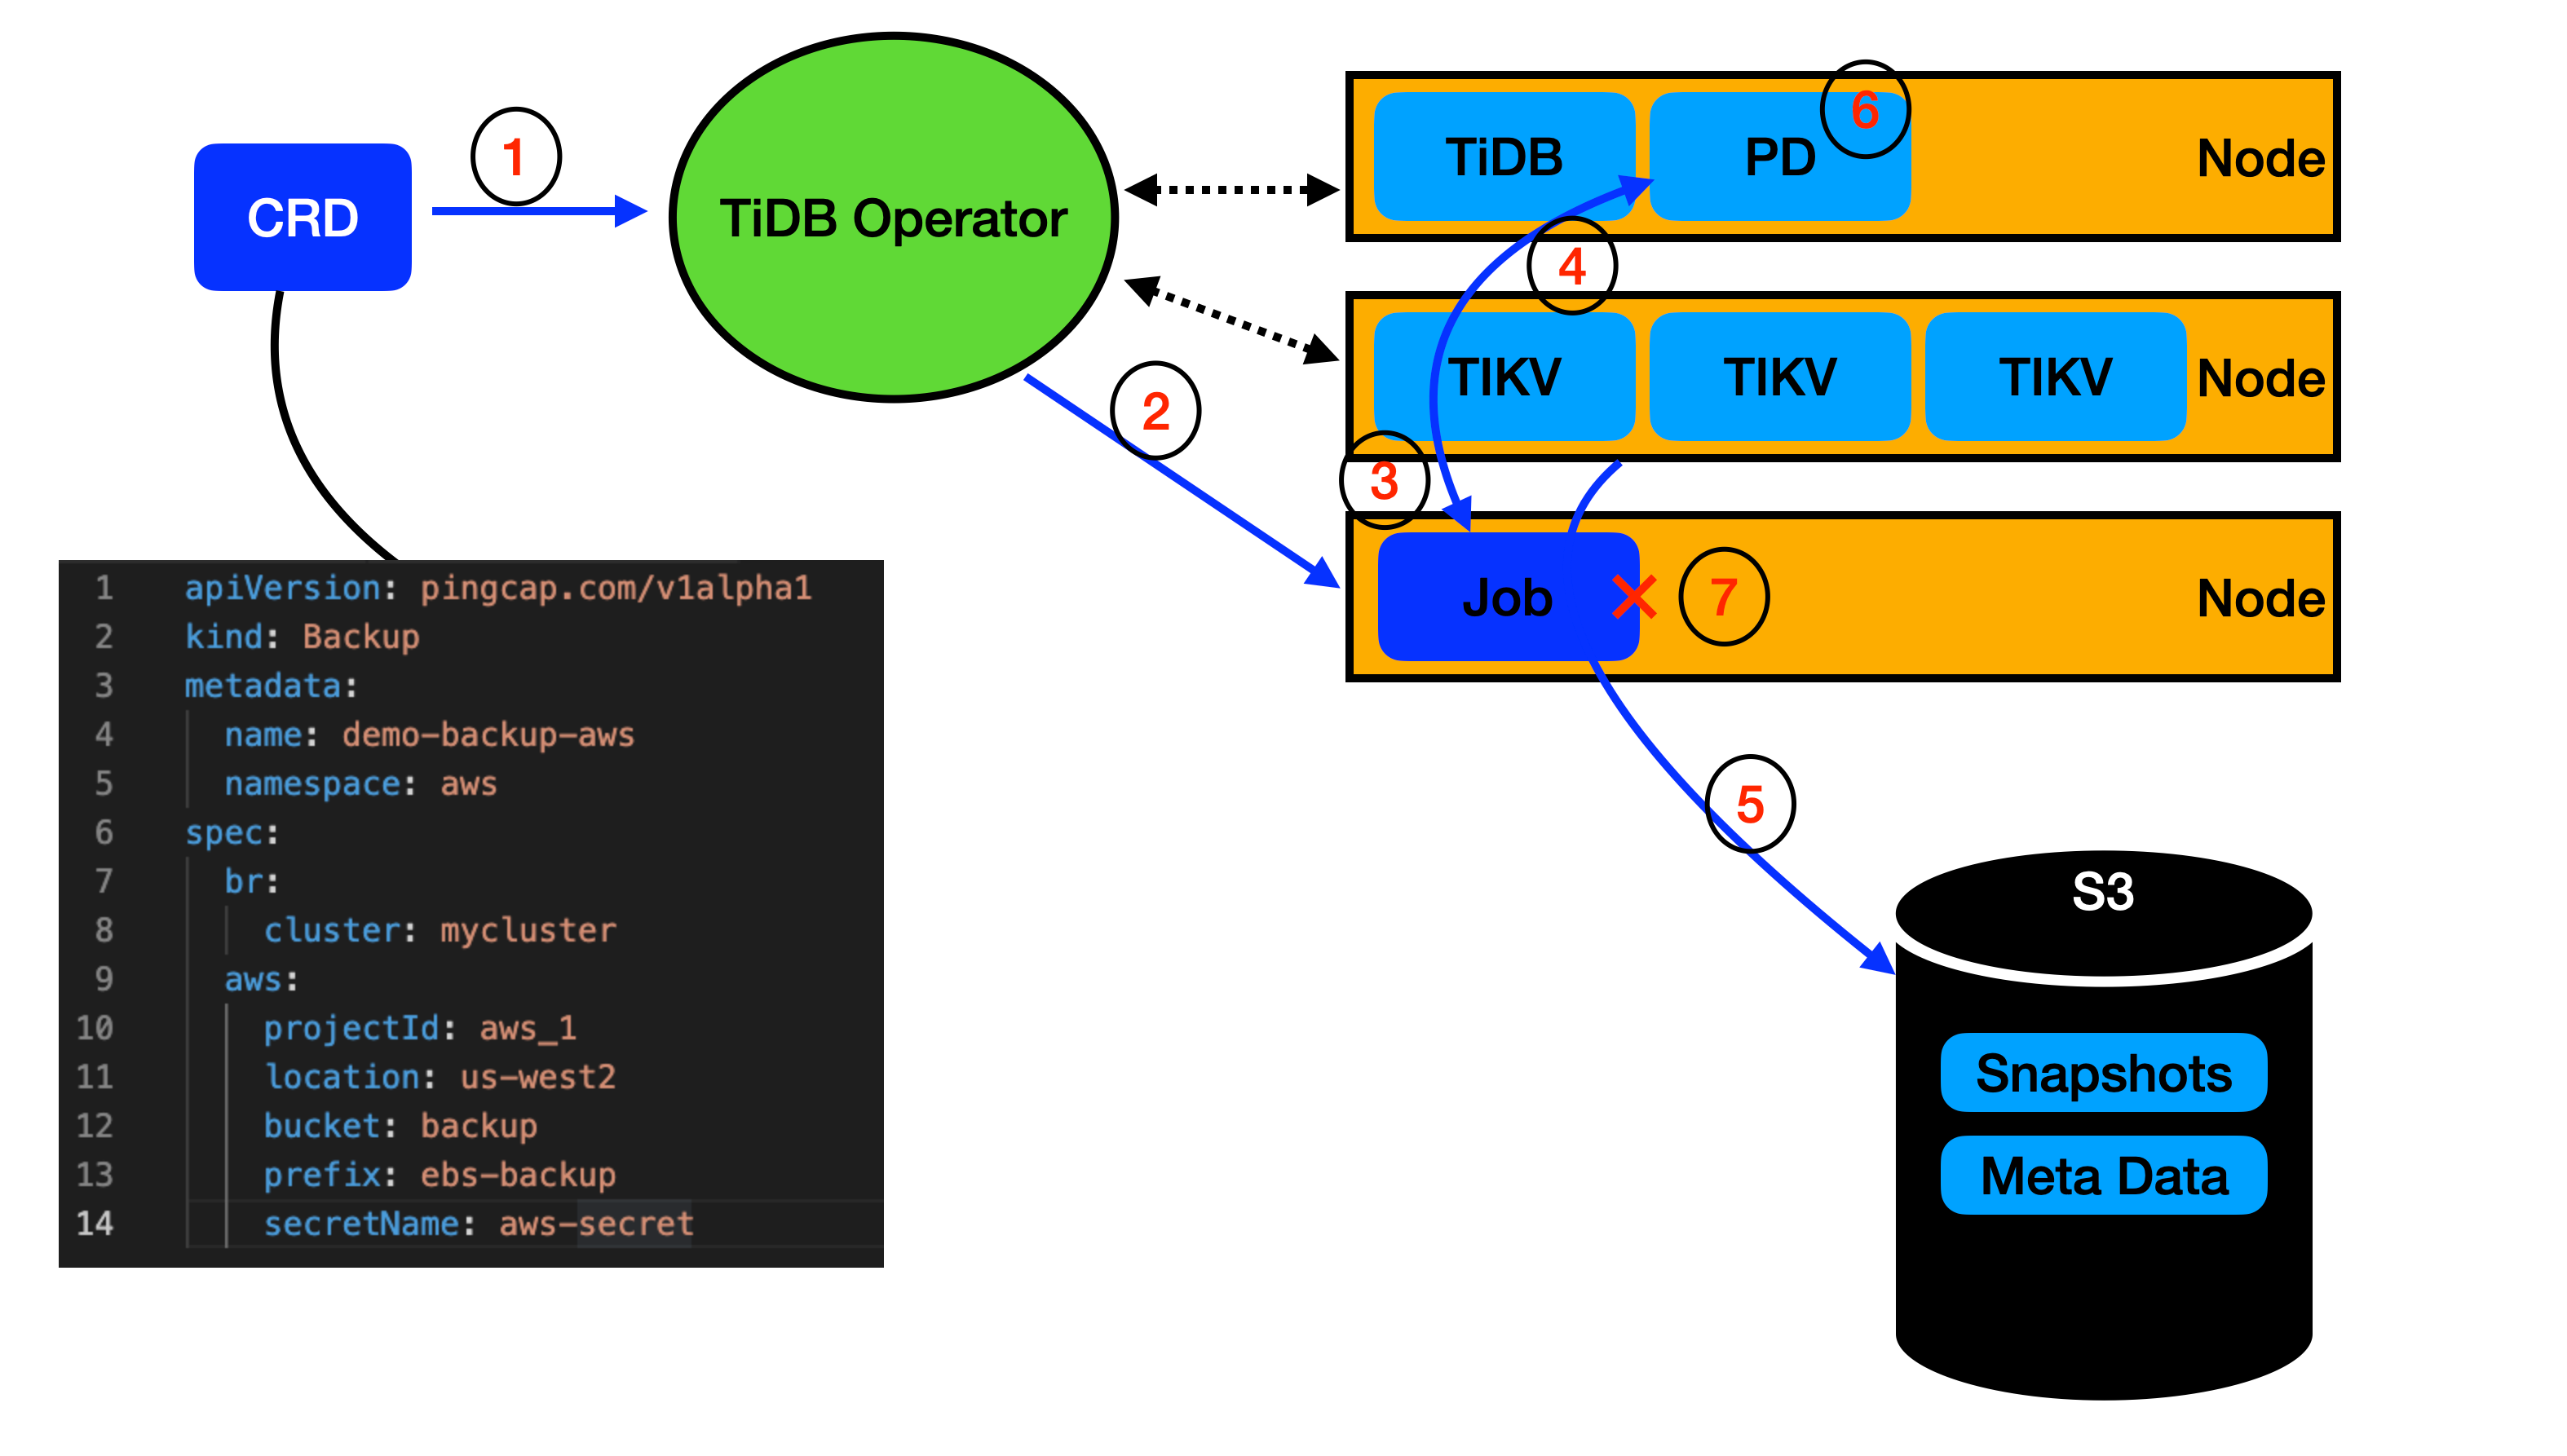 CRD
1
TiDB Operator
2
TiDB
PD
6
Node
4
TIKV
TIKV
TIKV
Node
3
Job
7
Node
5
S3
Snapshots
Meta Data
1 apiVersion: pingcap.com/v1alpha1
2 kind: Backup
3 metadata:
4 name: demo-backup-aws
5 namespace: aws
6 spec:
7 br:
8 cluster: mycluster
9 aws:
10 projectId: aws_1
11 location: us-west2
12 bucket: backup
13 prefix: ebs-backup
14 secretName: aws-secret